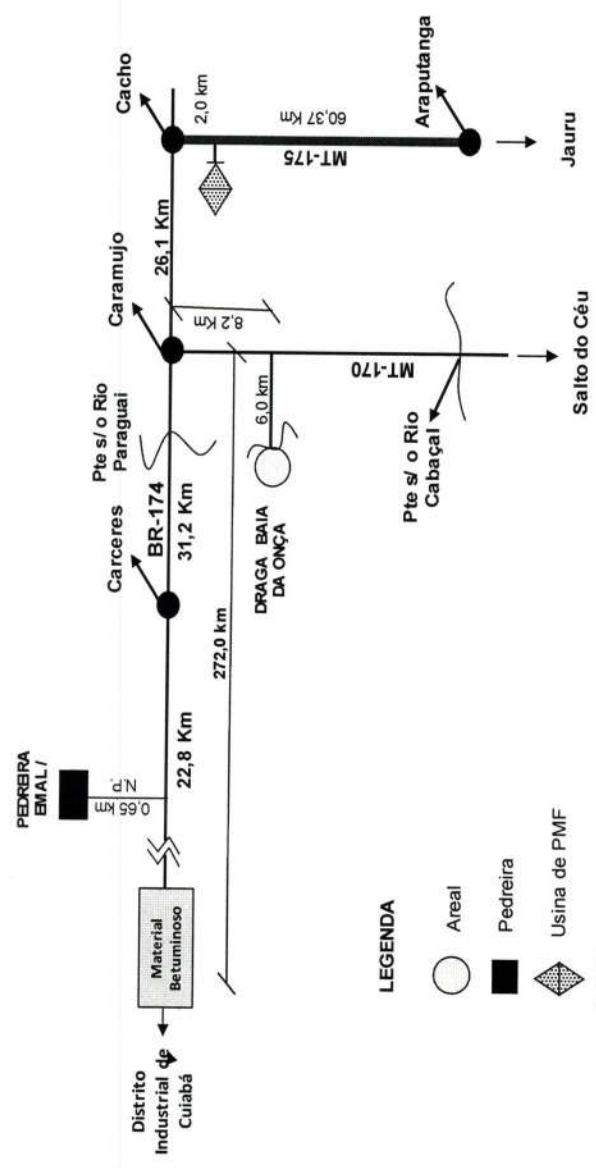 PEDREIRA
EMAL /
0,65 km
N.P.
Distrito
Industrial de
Cuiabá
Material
Betuminoso
22,8 Km
Carceres
BR-174
31,2 Km
Pte s/ o Rio
Paraguai
Caramujo
26,1 Km
Cacho
2,0 km
60,37 Km
MT-175
Araputanga
Jauru
8,2 Km
272,0 km
6,0 km
DRAGA BAIA
DA ONÇA
MT-170
Pte s/ o Rio
Cabaçal
Salto do Céu
LEGENDA
Areal
Pedreira
Usina de PMF